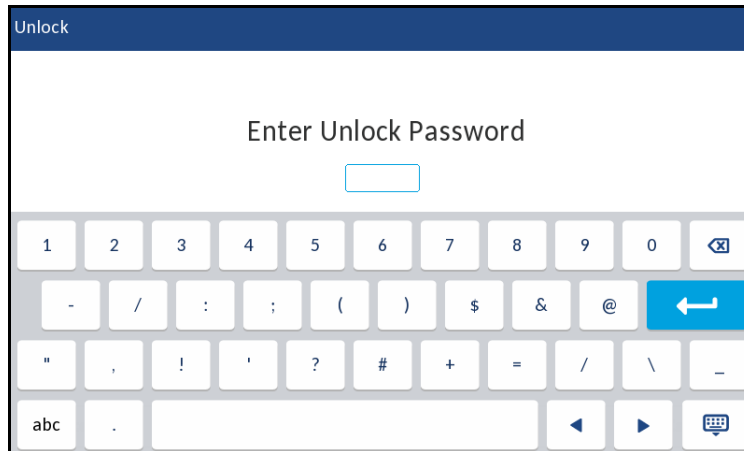 Unlock
Enter Unlock Password
1 2 3 4 5 6 7 8 9 0
- / : ; ( ) $ & @
" , ! ' ? # + = / \ _
abc .